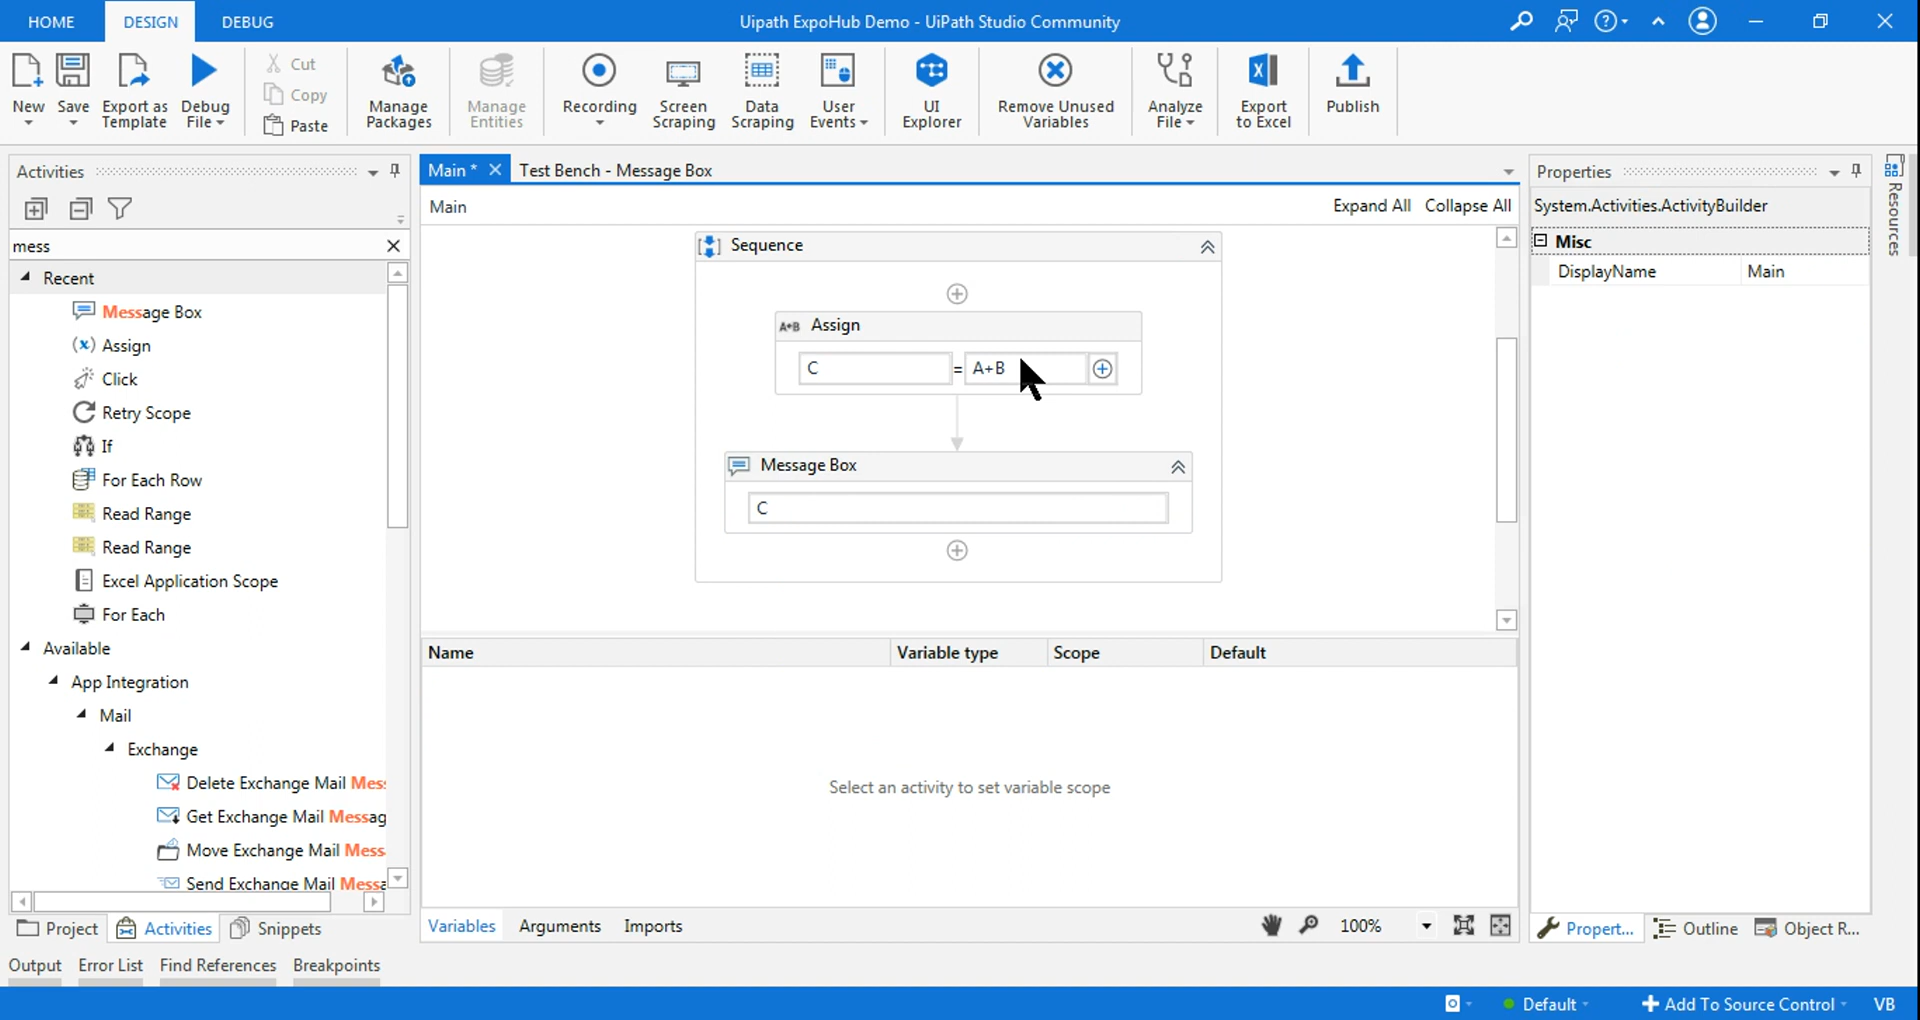 HOME DESIGN DEBUG Uipath ExpoHub Demo - UiPath Studio Community
New Save Export as Template Debug File Cut Copy Paste Manage Packages Manage Entities Recording Screen Scraping Data Scraping User Events UI Explorer Remove Unused Variables Analyze File Export to Excel Publish
Activities
mess
Recent
Message Box
Assign
Click
Retry Scope
If
For Each Row
Read Range
Read Range
Excel Application Scope
For Each
Available
App Integration
Mail
Exchange
Delete Exchange Mail Mess
Get Exchange Mail Messag
Move Exchange Mail Mess
Send Exchange Mail Messa
Project Activities Snippets
Main * Test Bench - Message Box
Main Expand All Collapse All
Sequence
A+B Assign
C = A+B
Message Box
C
Name Variable type Scope Default
Select an activity to set variable scope
Variables Arguments Imports 100%
Properties
System.Activities.ActivityBuilder
Misc
DisplayName Main
Propert... Outline Object R...
Resources
Output Error List Find References Breakpoints
Default Add To Source Control VB